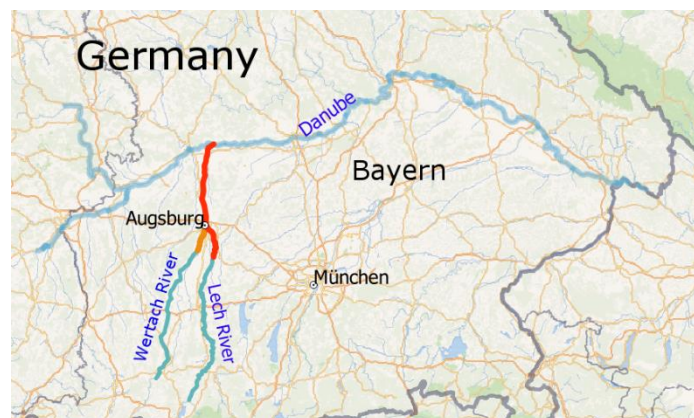 Germany
Danube
Bayern
Augsburg
München
Wertach River
Lech River